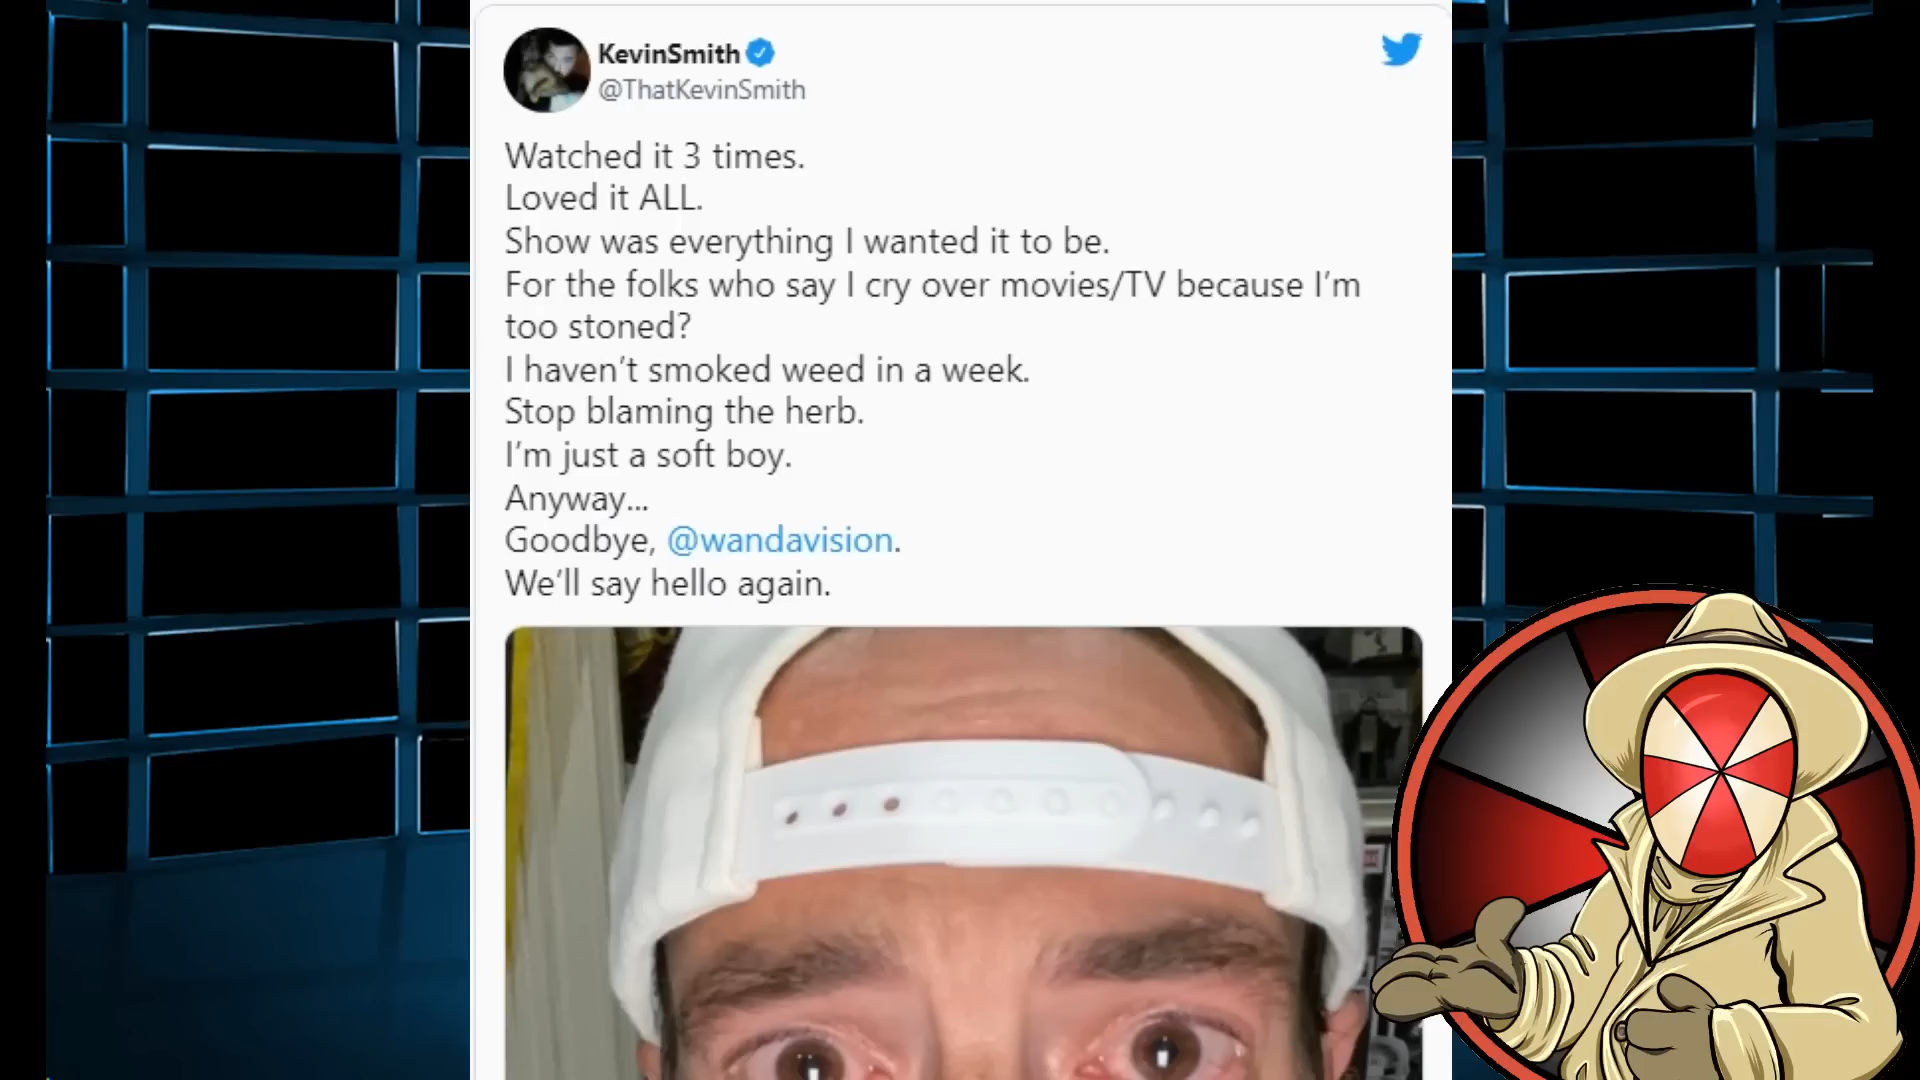 KevinSmith
@ThatKevinSmith
Watched it 3 times.
Loved it ALL.
Show was everything I wanted it to be.
For the folks who say I cry over movies/TV because I’m
too stoned?
I haven’t smoked weed in a week.
Stop blaming the herb.
I’m just a soft boy.
Anyway...
Goodbye, @wandavision.
We’ll say hello again.